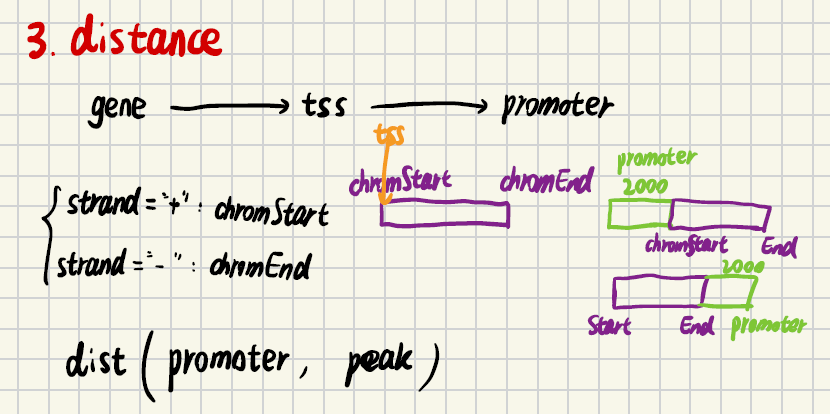 3. distance
gene → tss → promoter
tss
chromStart chromEnd
promoter
2000
strand = "+" : chromStart
chromStart End
strand = "-" : chromEnd
2000
Start End promoter
dist ( promoter, peak )